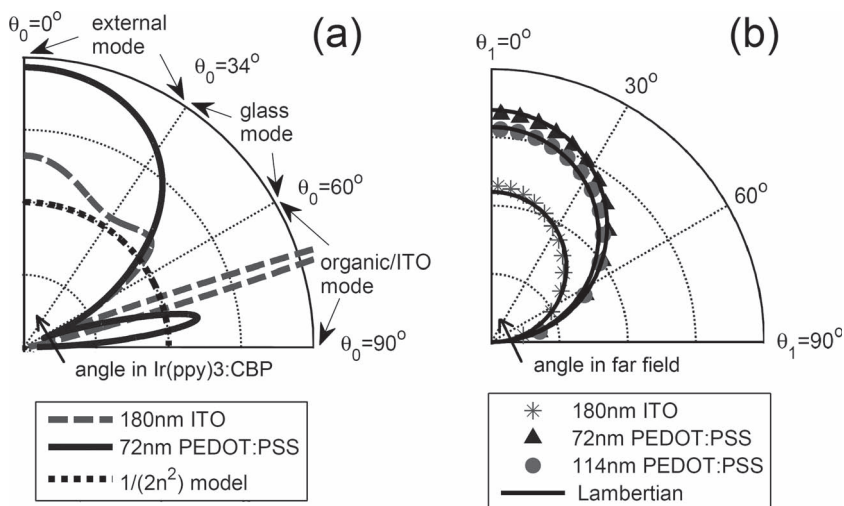 (a)
θ0=0°
external
mode
θ0=34°
glass
mode
θ0=60°
organic/ITO
mode
θ0=90°
angle in Ir(ppy)3:CBP
180nm ITO
72nm PEDOT:PSS
1/(2n²) model
(b)
θ1=0°
30°
60°
θ1=90°
angle in far field
180nm ITO
72nm PEDOT:PSS
114nm PEDOT:PSS
Lambertian